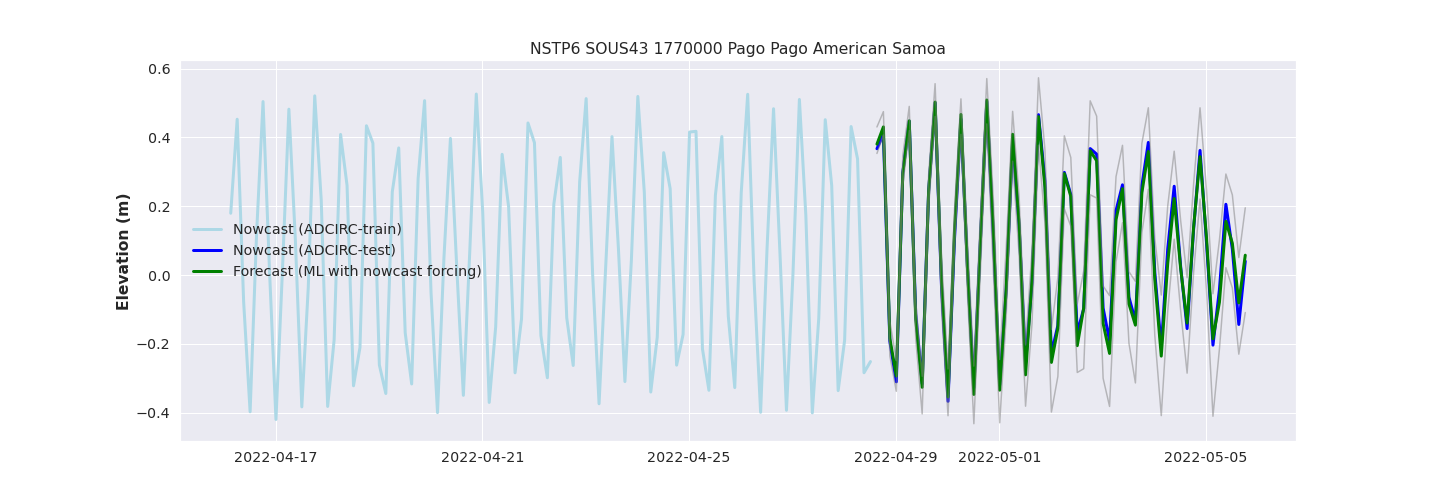 NSTP6 SOUS43 1770000 Pago Pago American Samoa
0.6
0.4
0.2
0.0
−0.2
−0.4
Elevation (m)
Nowcast (ADCIRC-train)
Nowcast (ADCIRC-test)
Forecast (ML with nowcast forcing)
2022-04-17 2022-04-21 2022-04-25 2022-04-29 2022-05-01 2022-05-05